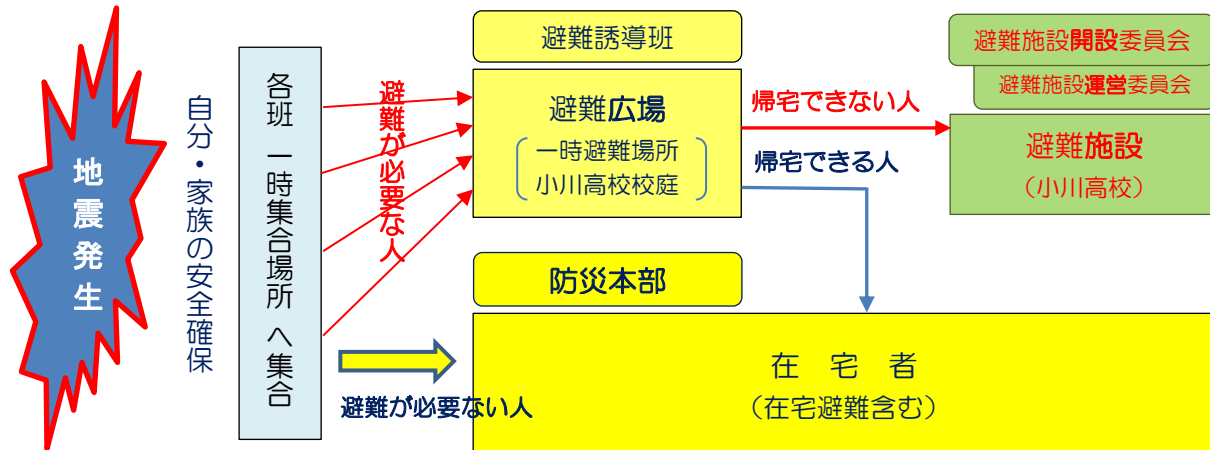 地震発生
自分・家族の安全確保
各班 一時集合場所 へ集合
避難が必要な人
避難が必要ない人
避難誘導班
避難広場
一時避難場所
小川高校校庭
帰宅できない人
帰宅できる人
避難施設開設委員会
避難施設運営委員会
避難施設
（小川高校）
防災本部
在 宅 者
（在宅避難含む）